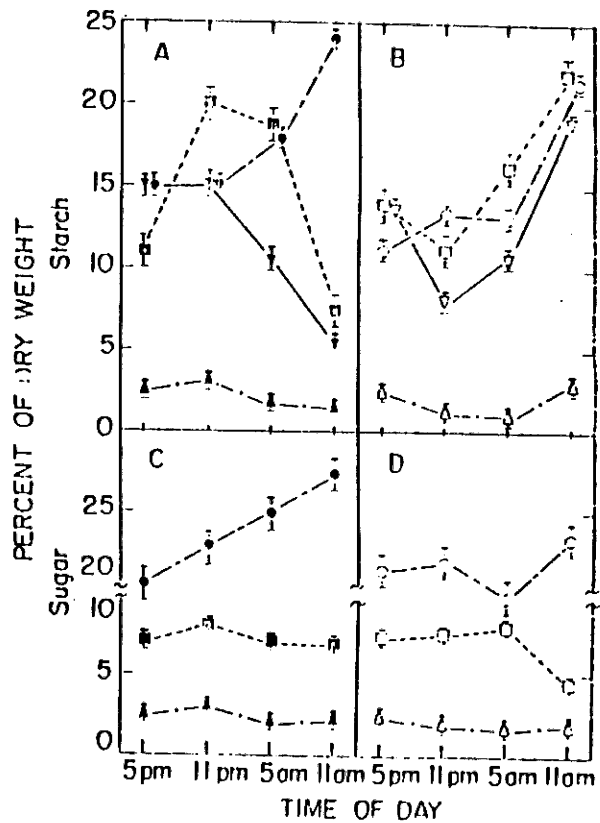 PERCENT OF DRY WEIGHT
Starch
Sugar
A
B
25
20
15
10
5
0
C
D
25
20
10
5
0
5pm 11pm 5am 11am 5pm 11pm 5am 11am
TIME OF DAY